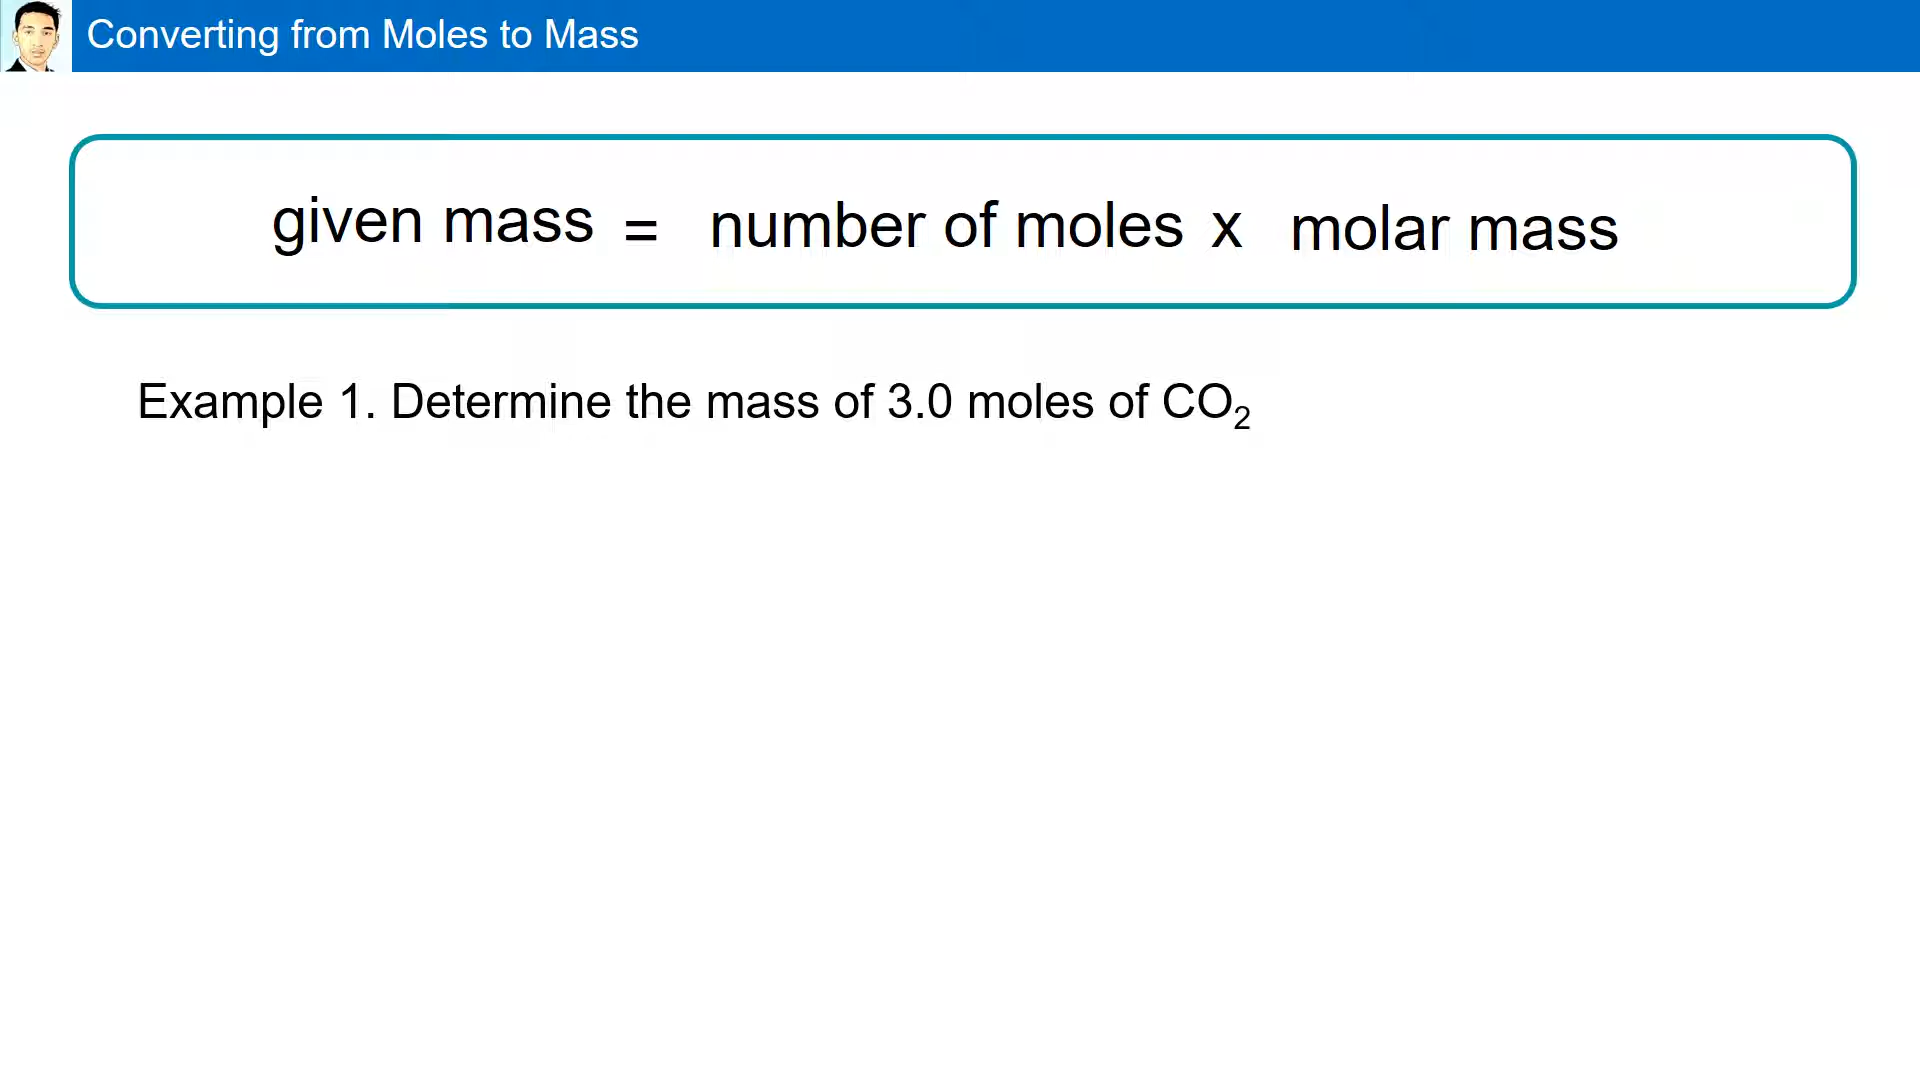 Converting from Moles to Mass
given mass = number of moles x molar mass
Example 1. Determine the mass of 3.0 moles of CO₂